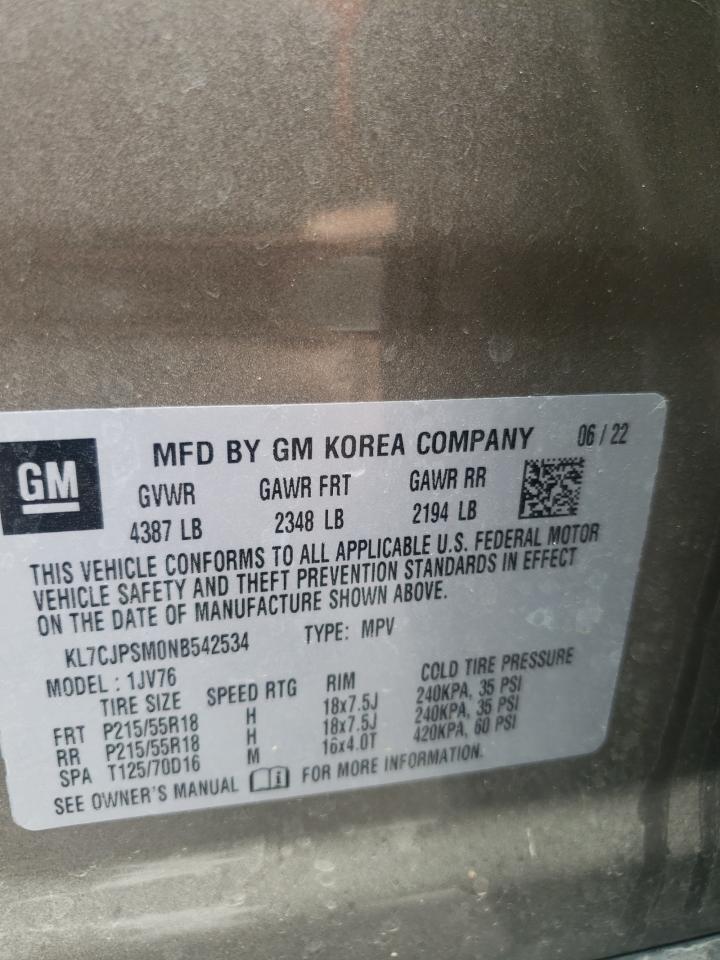 GM
MFD BY GM KOREA COMPANY 06/22
GVWR GAWR FRT GAWR RR
4387 LB 2348 LB 2194 LB
THIS VEHICLE CONFORMS TO ALL APPLICABLE U.S. FEDERAL MOTOR
VEHICLE SAFETY AND THEFT PREVENTION STANDARDS IN EFFECT
ON THE DATE OF MANUFACTURE SHOWN ABOVE.
KL7CJPSM0NB542534 TYPE: MPV
MODEL : 1JV76
TIRE SIZE SPEED RTG RIM COLD TIRE PRESSURE
FRT P215/55R18 H 18x7.5J 240KPA, 35 PSI
RR P215/55R18 H 18x7.5J 240KPA, 35 PSI
SPA T125/70D16 M 16x4.0T 420KPA, 60 PSI
SEE OWNER'S MANUAL FOR MORE INFORMATION.